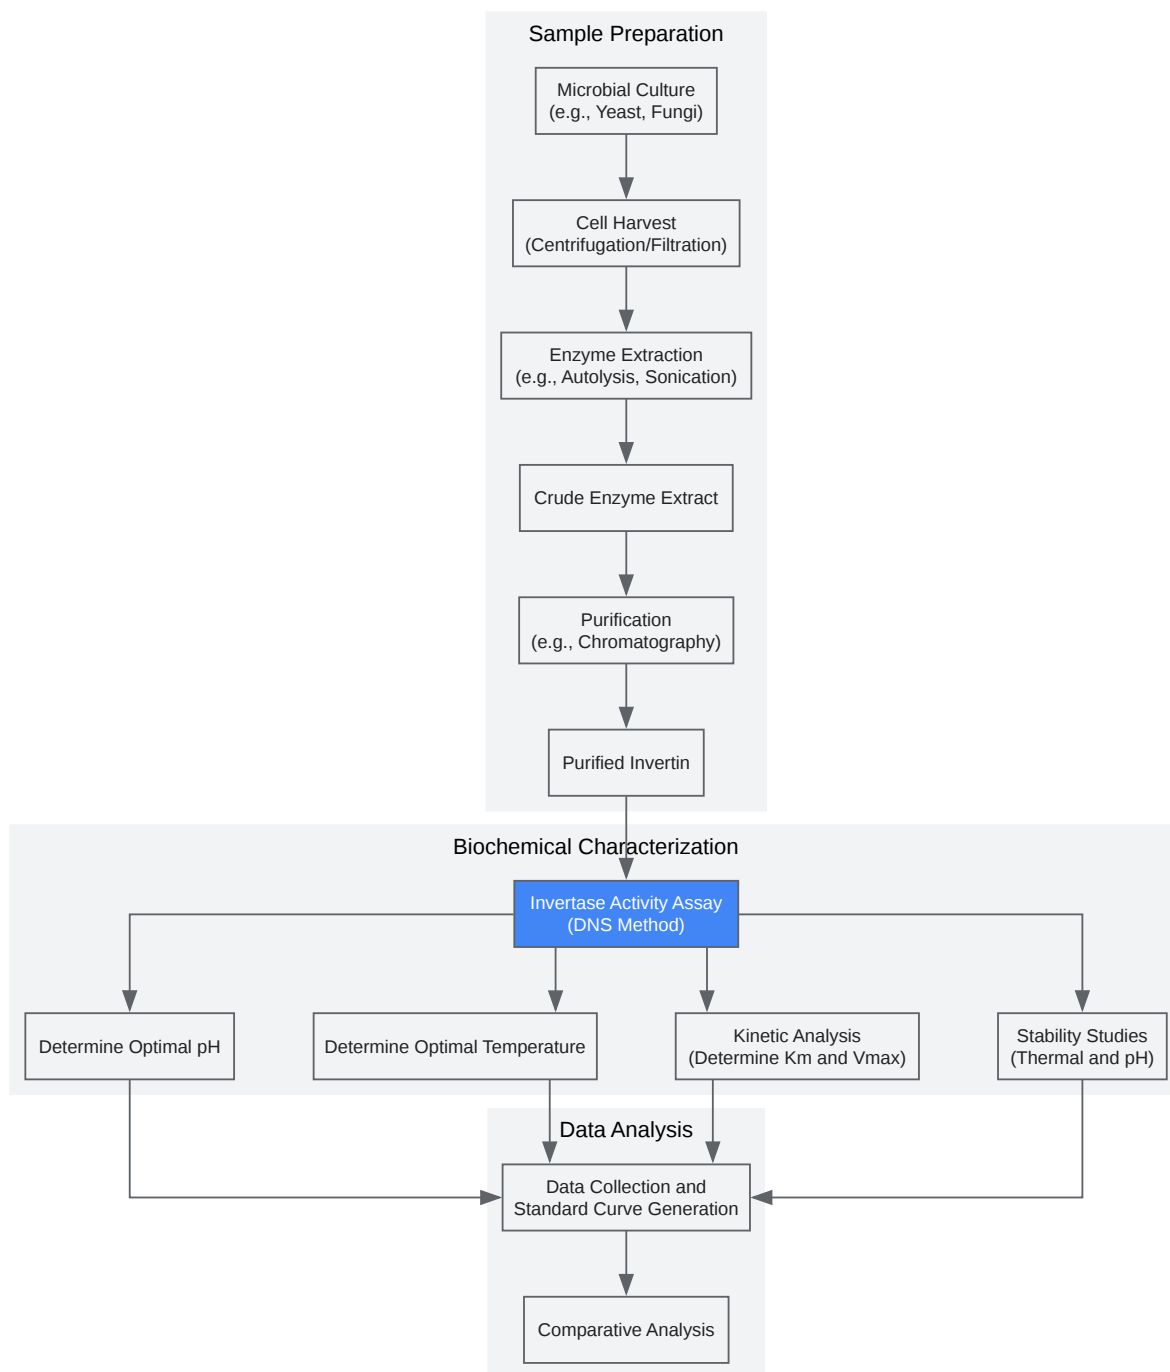 Sample Preparation
Microbial Culture
(e.g., Yeast, Fungi)
Cell Harvest
(Centrifugation/Filtration)
Enzyme Extraction
(e.g., Autolysis, Sonication)
Crude Enzyme Extract
Purification
(e.g., Chromatography)
Purified Invertin
Biochemical Characterization
Invertase Activity Assay
(DNS Method)
Determine Optimal pH
Determine Optimal Temperature
Kinetic Analysis
(Determine Km and Vmax)
Stability Studies
(Thermal and pH)
Data Analysis
Data Collection and
Standard Curve Generation
Comparative Analysis